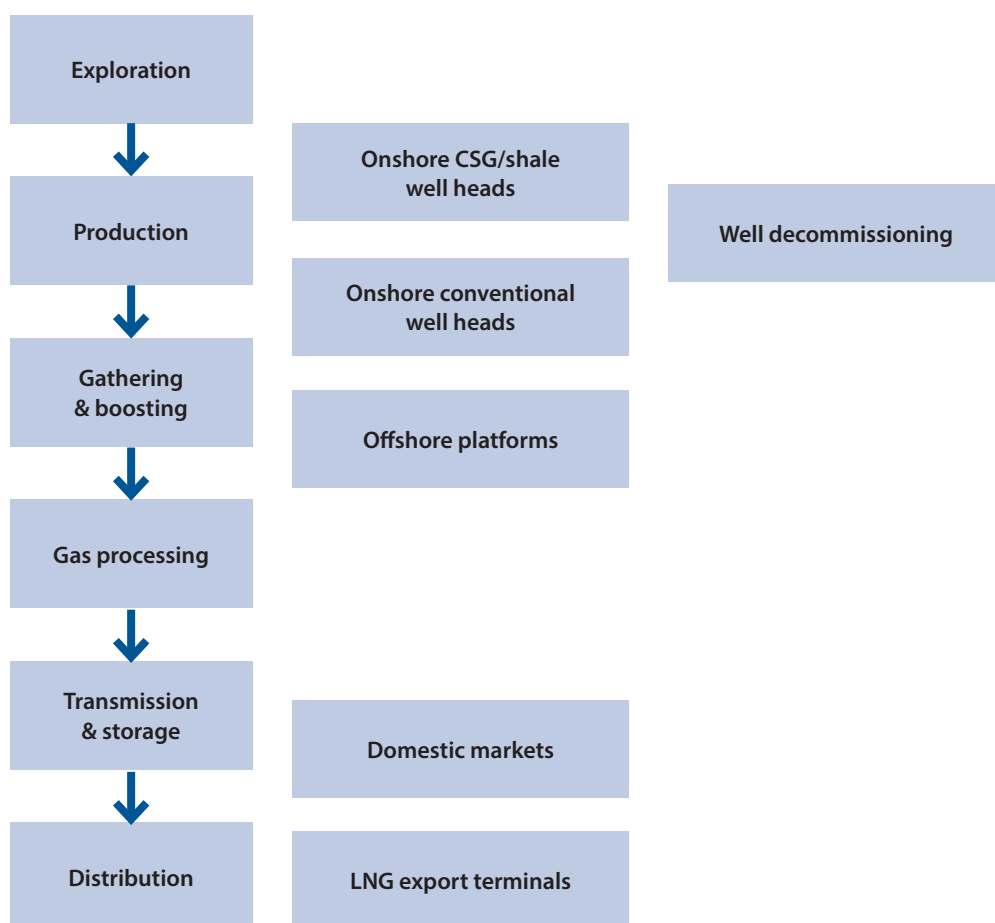 Exploration
Production
Gathering
& boosting
Gas processing
Transmission
& storage
Distribution
Onshore CSG/shale
well heads
Onshore conventional
well heads
Offshore platforms
Domestic markets
LNG export terminals
Well decommissioning